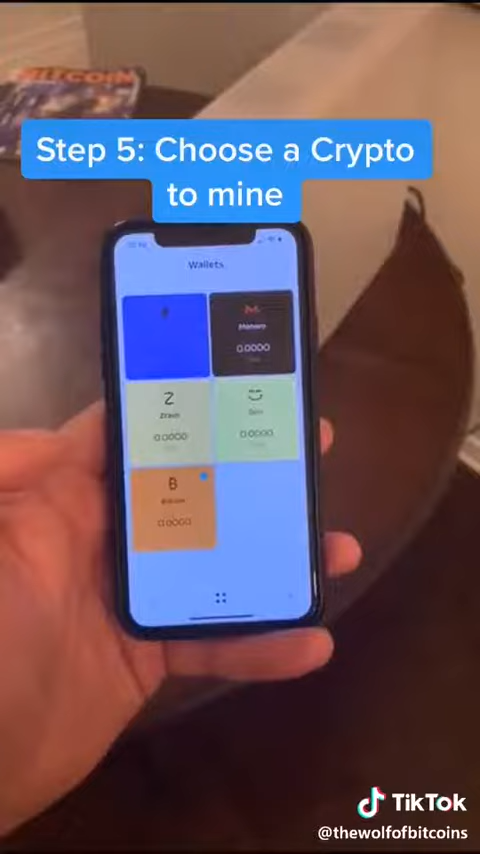 BITCOIN
Step 5: Choose a Crypto
to mine
Wallets
Monero
0.0000
Zcash
0.0000
0.0000
Bitcoin
0.0000
TikTok
@thewolfofbitcoins